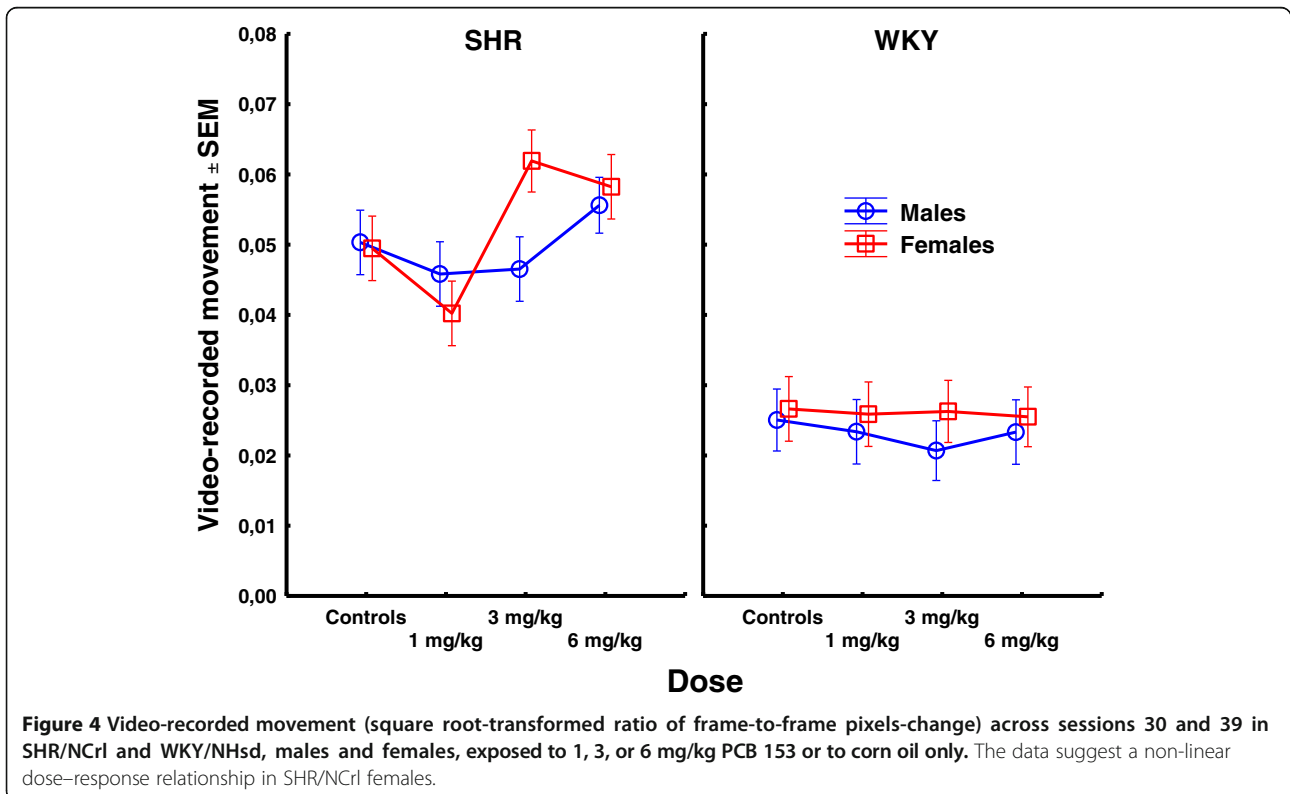 SHR
WKY
0,08
0,07
0,06
0,05
0,04
0,03
0,02
0,01
0,00
Video-recorded movement ± SEM
Males
Females
Controls
1 mg/kg
3 mg/kg
6 mg/kg
Controls
1 mg/kg
3 mg/kg
6 mg/kg
Dose
Figure 4 Video-recorded movement (square root-transformed ratio of frame-to-frame pixels-change) across sessions 30 and 39 in
SHR/NCrl and WKY/NHsd, males and females, exposed to 1, 3, or 6 mg/kg PCB 153 or to corn oil only. The data suggest a non-linear
dose–response relationship in SHR/NCrl females.